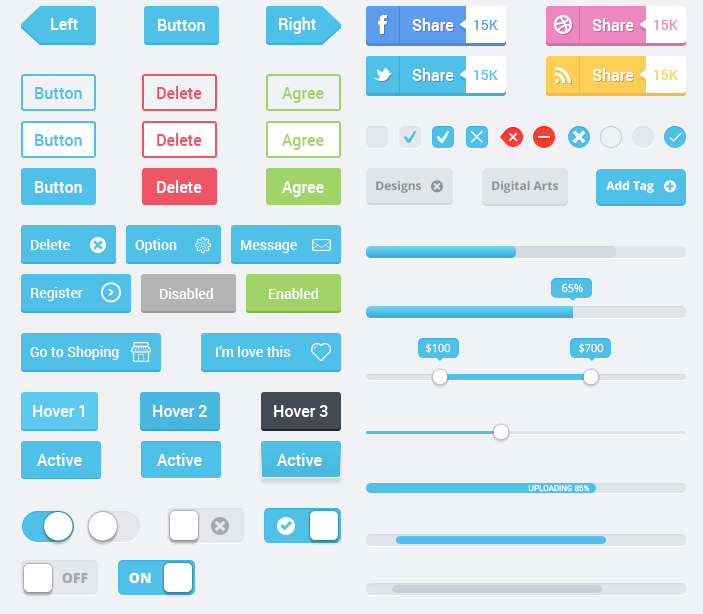 Left
Button
Right
Button
Delete
Agree
Button
Delete
Agree
Button
Delete
Agree
Delete
Option
Message
Register
Disabled
Enabled
Go to Shoping
I'm love this
Hover 1
Hover 2
Hover 3
Active
Active
Active
OFF
ON
Share 15K
Share 15K
Share 15K
Share 15K
Designs
Digital Arts
Add Tag
65%
$100
$700
UPLOADING 85%